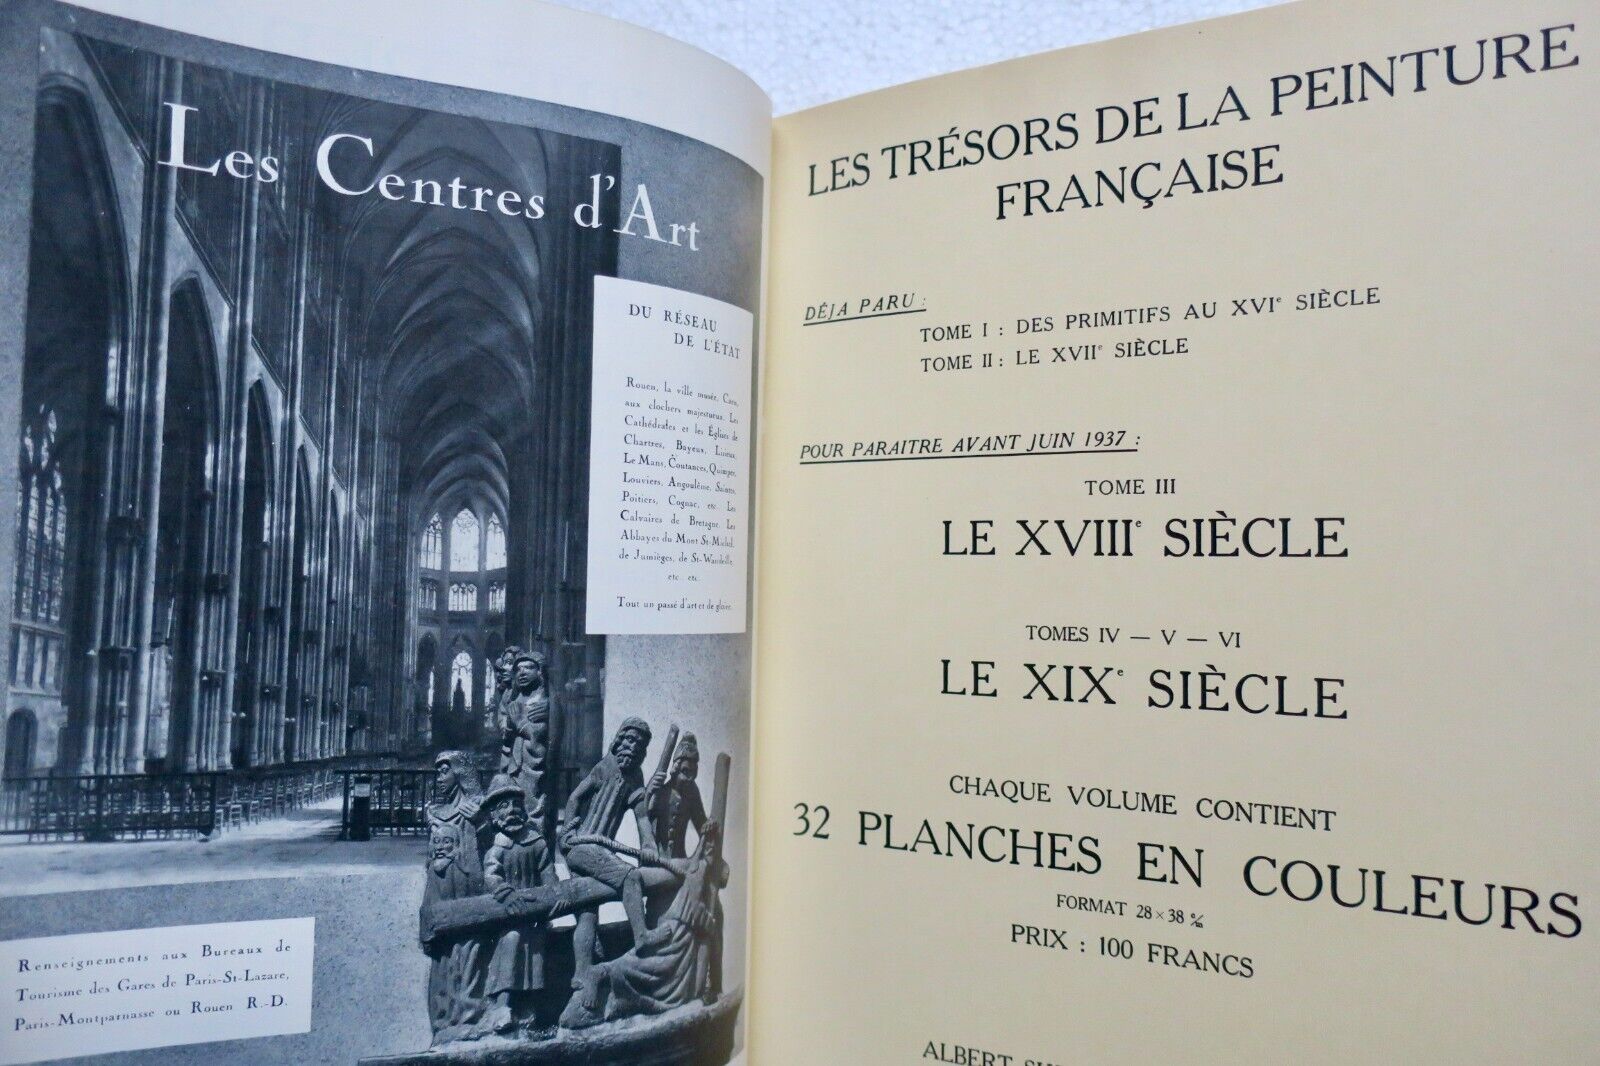 Les Centres d'Art
DU RÉSEAU
DE L'ÉTAT
Rouen, la ville musée, Caen,
aux clochers majestueux. Les
Cathédrales et les Églises de
Chartres, Bayeux, Lisieux,
Le Mans, Coutances, Quimper,
Louviers, Angoulême, Saintes,
Poitiers, Cognac, etc. Les
Calvaires de Bretagne. Les
Abbayes du Mont St-Michel,
de Jumièges, de St-Wandrille,
etc... etc.
Tout un passé d'art et de gloire.
Renseignements aux Bureaux de
Tourisme des Gares de Paris-St-Lazare,
Paris-Montparnasse ou Rouen R.-D.
LES TRÉSORS DE LA PEINTURE
FRANÇAISE
DÉJA PARU :
TOME I : DES PRIMITIFS AU XVIe SIÈCLE
TOME II : LE XVIIe SIÈCLE
POUR PARAITRE AVANT JUIN 1937 :
TOME III
LE XVIIIe SIÈCLE
TOMES IV — V — VI
LE XIXe SIÈCLE
CHAQUE VOLUME CONTIENT
32 PLANCHES EN COULEURS
FORMAT 28 × 38 c/m
PRIX : 100 FRANCS
ALBERT